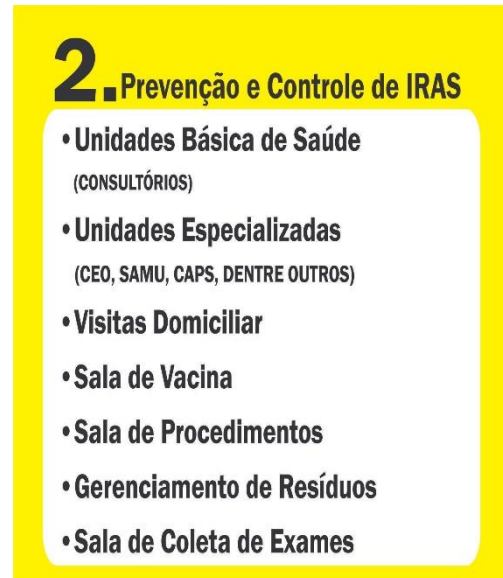 2. Prevenção e Controle de IRAS
• Unidades Básica de Saúde
(CONSULTÓRIOS)
• Unidades Especializadas
(CEO, SAMU, CAPS, DENTRE OUTROS)
• Visitas Domiciliar
• Sala de Vacina
• Sala de Procedimentos
• Gerenciamento de Resíduos
• Sala de Coleta de Exames